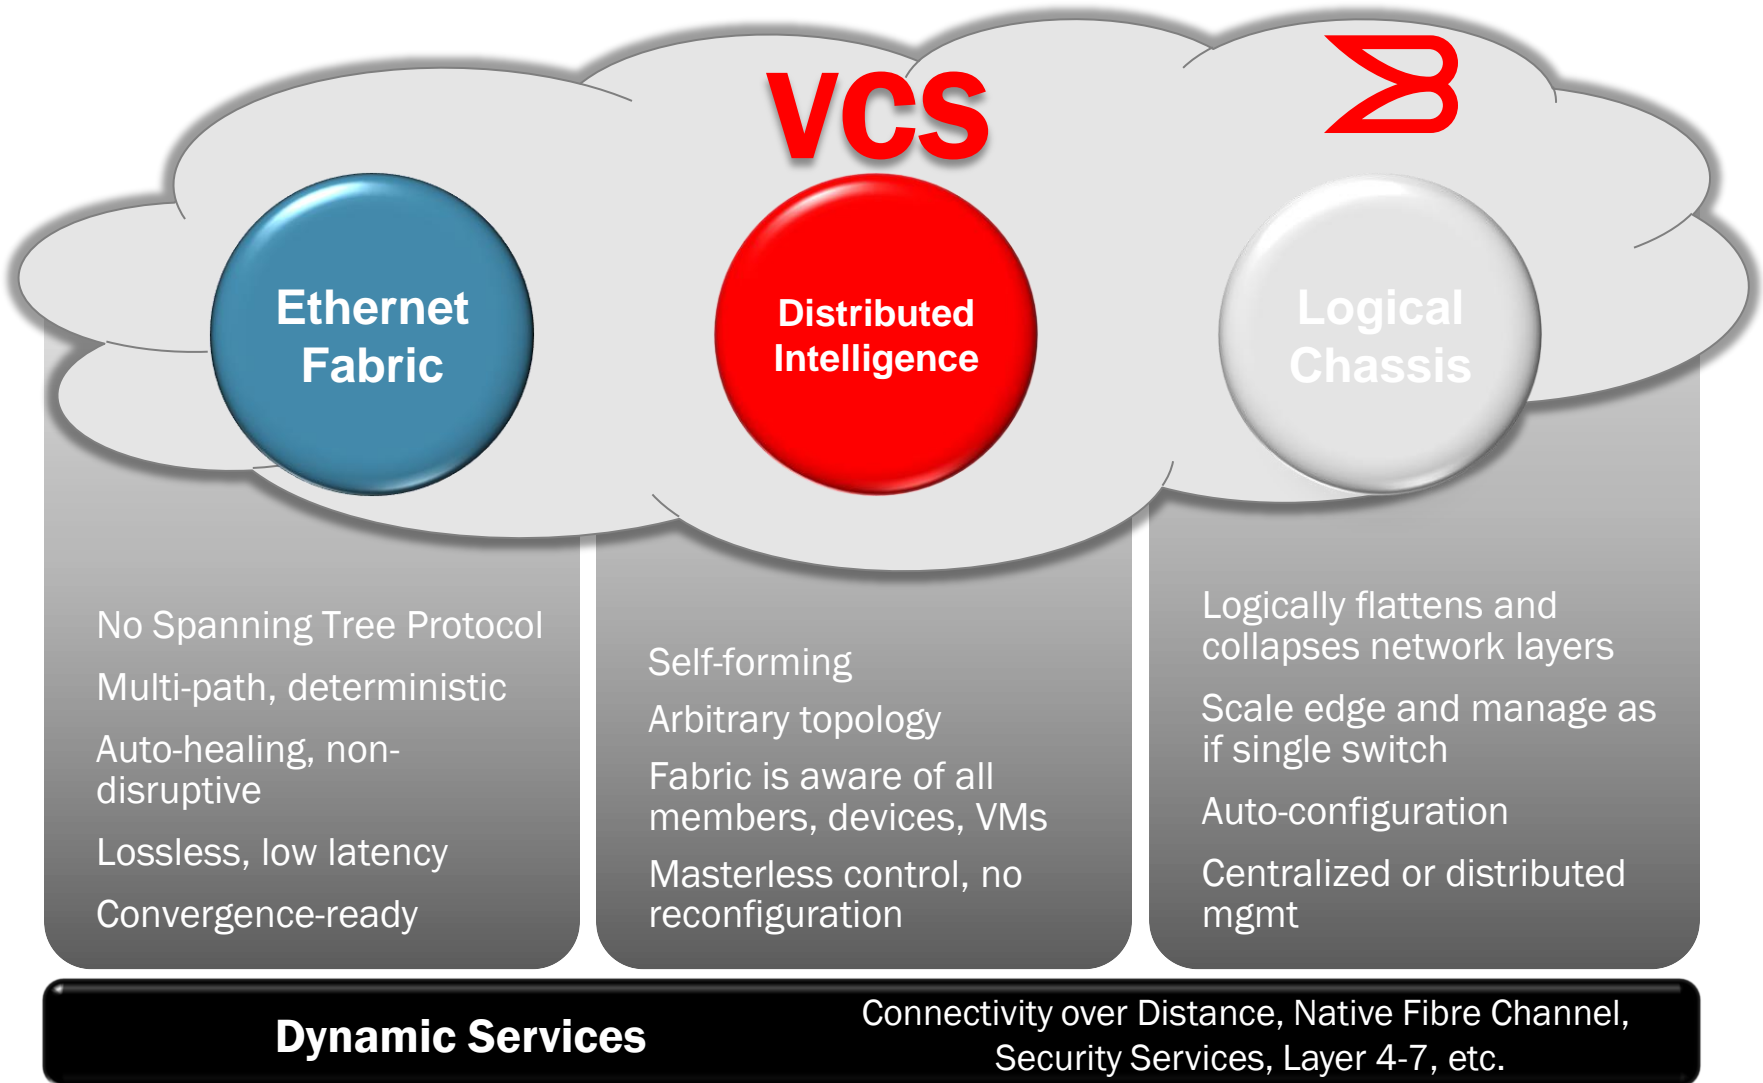 vcs
Ethernet
Fabric
Distributed
Intelligence
Logical
Chassis
No Spanning Tree Protocol
Multi-path, deterministic
Auto-healing, non-
disruptive
Lossless, low latency
Convergence-ready
Self-forming
Arbitrary topology
Fabric is aware of all
members, devices, VMs
Masterless control, no
reconfiguration
Logically flattens and
collapses network layers
Scale edge and manage as
if single switch
Auto-configuration
Centralized or distributed
mgmt
Dynamic Services
Connectivity over Distance, Native Fibre Channel,
Security Services, Layer 4-7, etc.